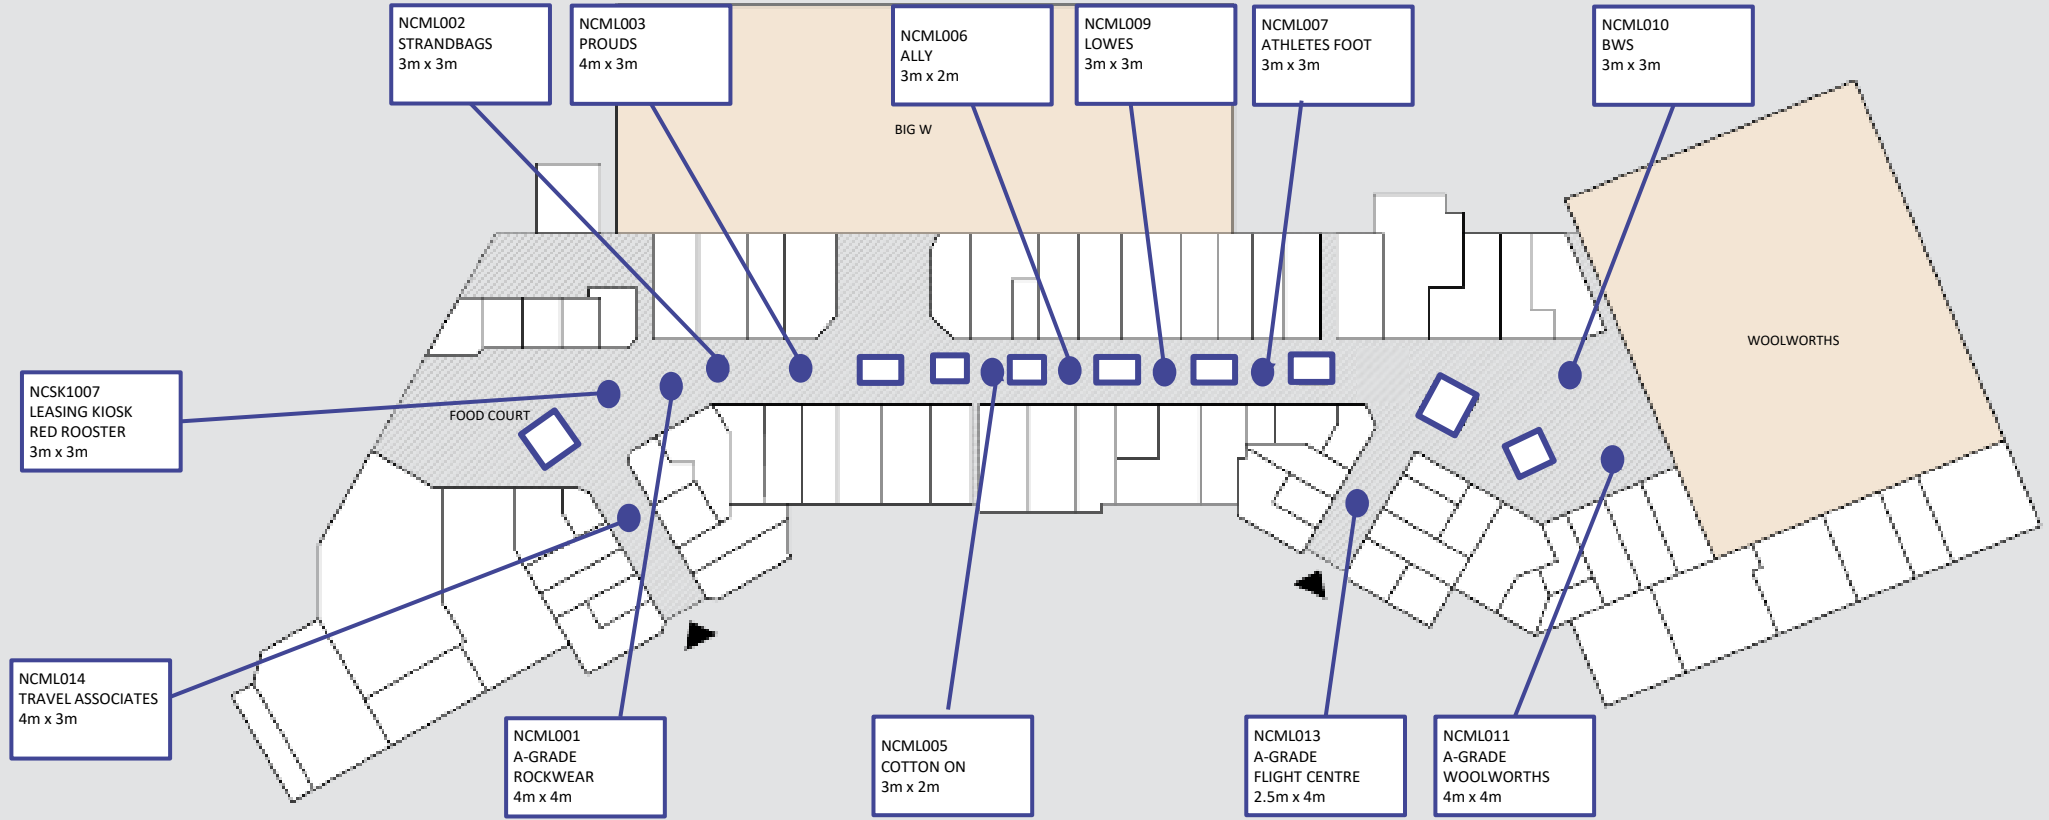 NCML002
STRANDBAGS
3m x 3m
NCML003
PROUDS
4m x 3m
NCML006
ALLY
3m x 2m
NCML009
LOWES
3m x 3m
NCML007
ATHLETES FOOT
3m x 3m
NCML010
BWS
3m x 3m
BIG W
WOOLWORTHS
NCSK1007
LEASING KIOSK
RED ROOSTER
3m x 3m
FOOD COURT
NCML014
TRAVEL ASSOCIATES
4m x 3m
NCML001
A-GRADE
ROCKWEAR
4m x 4m
NCML005
COTTON ON
3m x 2m
NCML013
A-GRADE
FLIGHT CENTRE
2.5m x 4m
NCML011
A-GRADE
WOOLWORTHS
4m x 4m